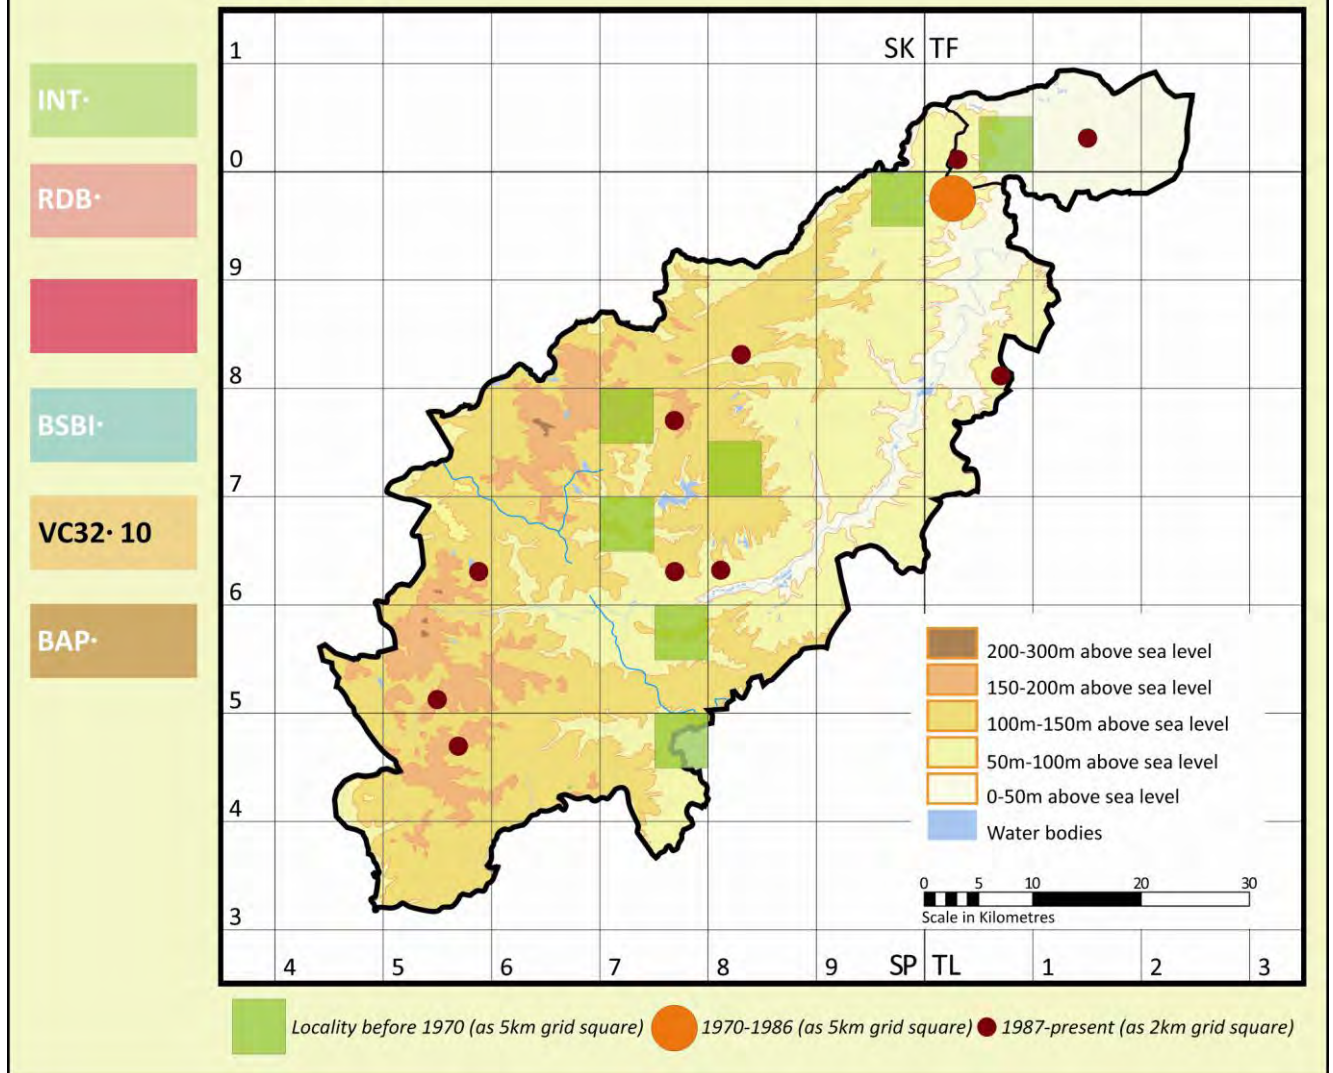 INT·
RDB·
BSBI·
VC32· 10
BAP·
SK TF
1
0
9
8
7
6
5
4
3
4 5 6 7 8 9 SP TL 1 2 3
200-300m above sea level
150-200m above sea level
100m-150m above sea level
50m-100m above sea level
0-50m above sea level
Water bodies
0 5 10 20 30
Scale in Kilometres
Locality before 1970 (as 5km grid square) 1970-1986 (as 5km grid square) 1987-present (as 2km grid square)